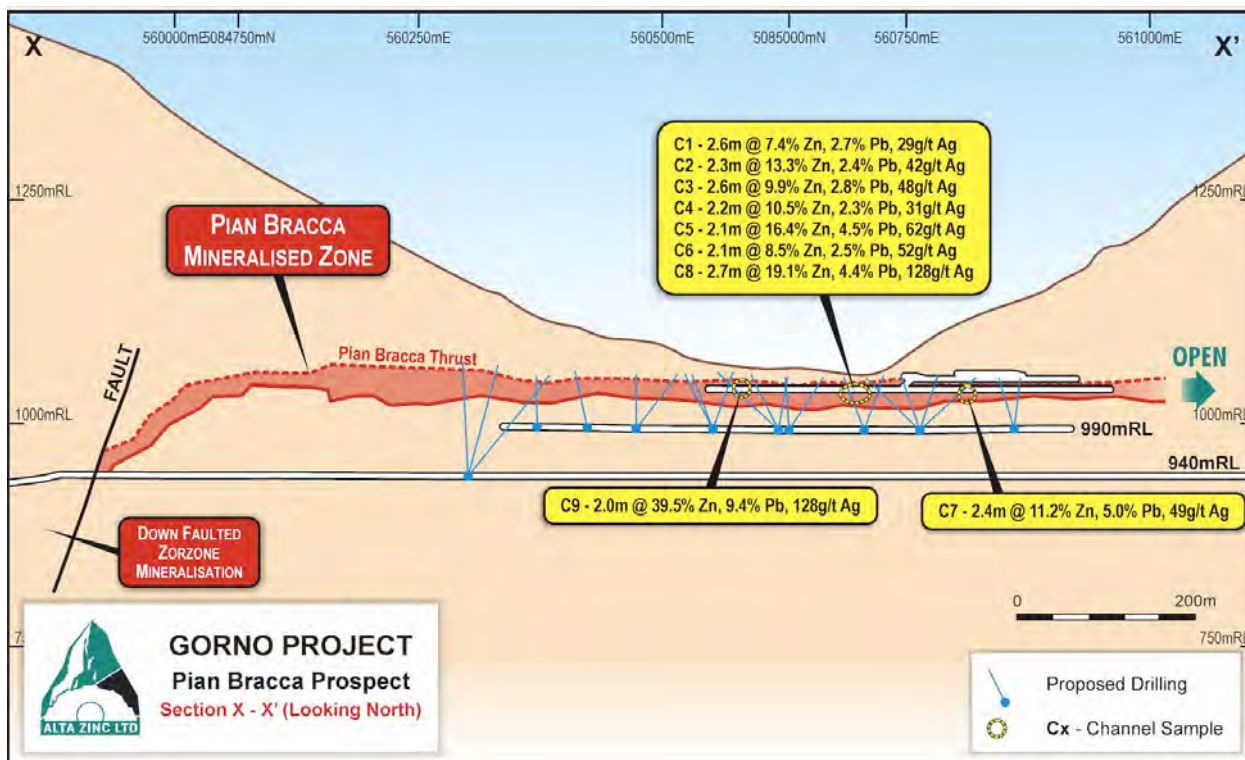 X
560000mE
5084750mN
560250mE
560500mE
5085000mN
560750mE
561000mE
X'
C1 - 2.6m @ 7.4% Zn, 2.7% Pb, 29g/t Ag
C2 - 2.3m @ 13.3% Zn, 2.4% Pb, 42g/t Ag
C3 - 2.6m @ 9.9% Zn, 2.8% Pb, 48g/t Ag
C4 - 2.2m @ 10.5% Zn, 2.3% Pb, 31g/t Ag
C5 - 2.1m @ 16.4% Zn, 4.5% Pb, 62g/t Ag
C6 - 2.1m @ 8.5% Zn, 2.5% Pb, 52g/t Ag
C8 - 2.7m @ 19.1% Zn, 4.4% Pb, 128g/t Ag
1250mRL
1250mRL
PIAN BRACCA
MINERALISED ZONE
Pian Bracca Thrust
FAULT
OPEN
1000mRL
1000mRL
990mRL
940mRL
C9 - 2.0m @ 39.5% Zn, 9.4% Pb, 128g/t Ag
C7 - 2.4m @ 11.2% Zn, 5.0% Pb, 49g/t Ag
DOWN FAULTED
ZORZONE
MINERALISATION
0 200m
750mRL
GORNO PROJECT
Pian Bracca Prospect
Section X - X' (Looking North)
ALTA ZINC LTD
Proposed Drilling
Cx - Channel Sample